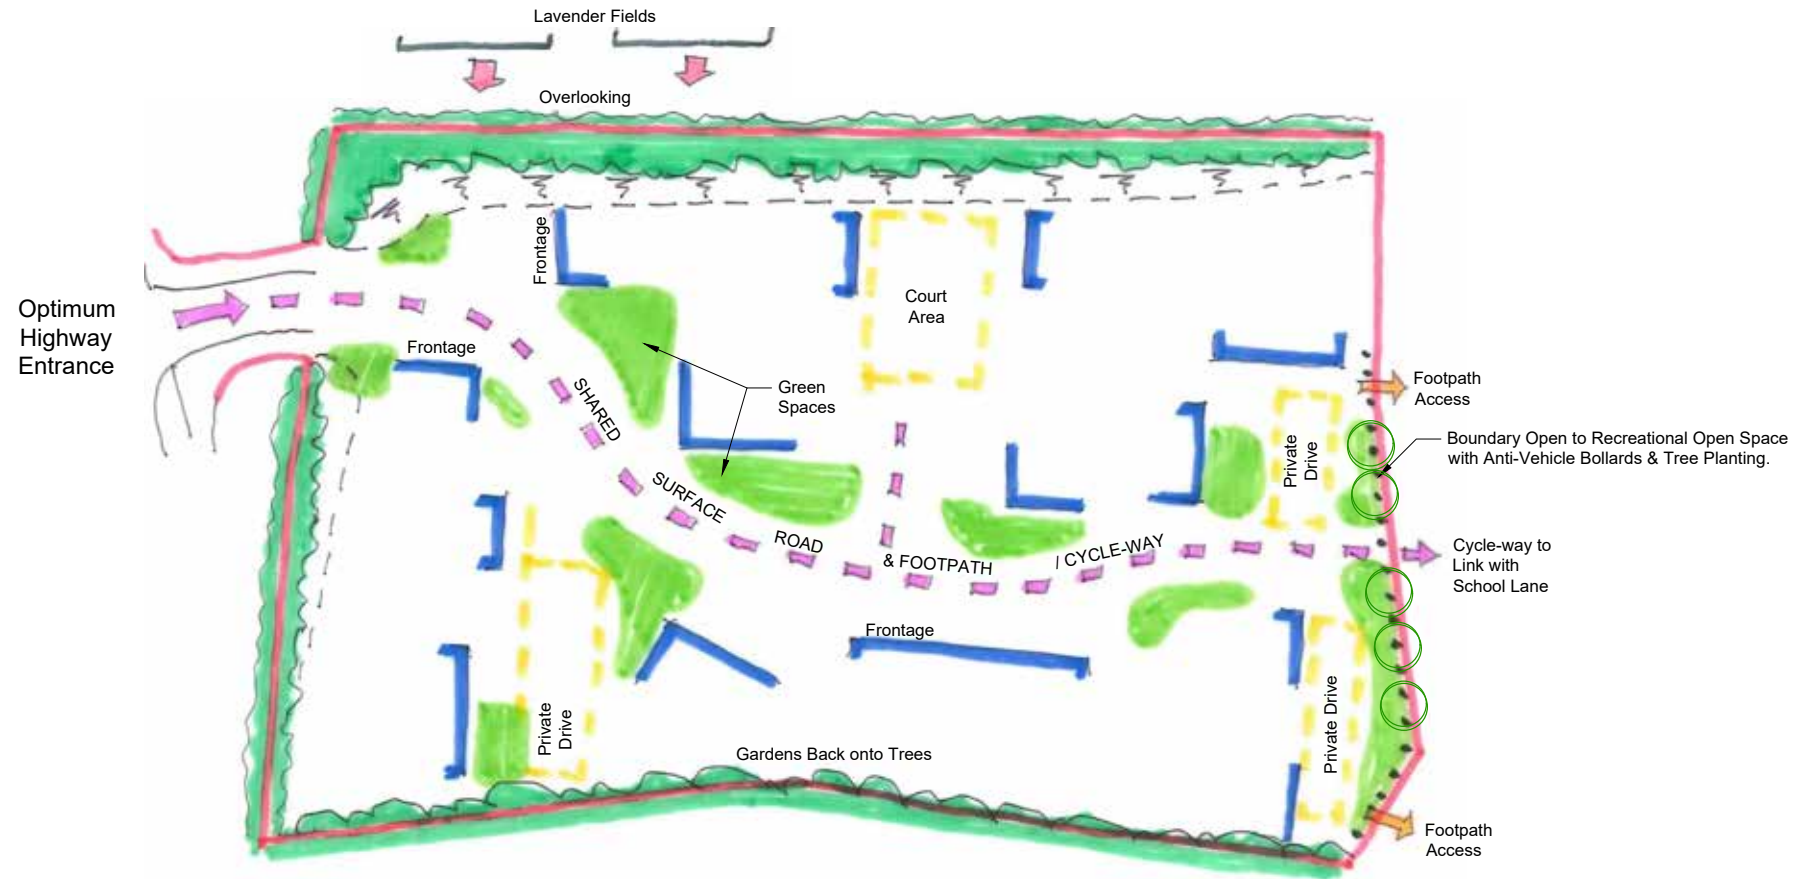 Lavender Fields
Overlooking
Frontage
Optimum
Highway
Entrance
Frontage
Court
Area
Green
Spaces
Footpath
Access
Boundary Open to Recreational Open Space
with Anti-Vehicle Bollards & Tree Planting.
Private
Drive
SHARED
SURFACE
ROAD
& FOOTPATH
/ CYCLE-WAY
Cycle-way to
Link with
School Lane
Frontage
Private
Drive
Private Drive
Gardens Back onto Trees
Footpath
Access